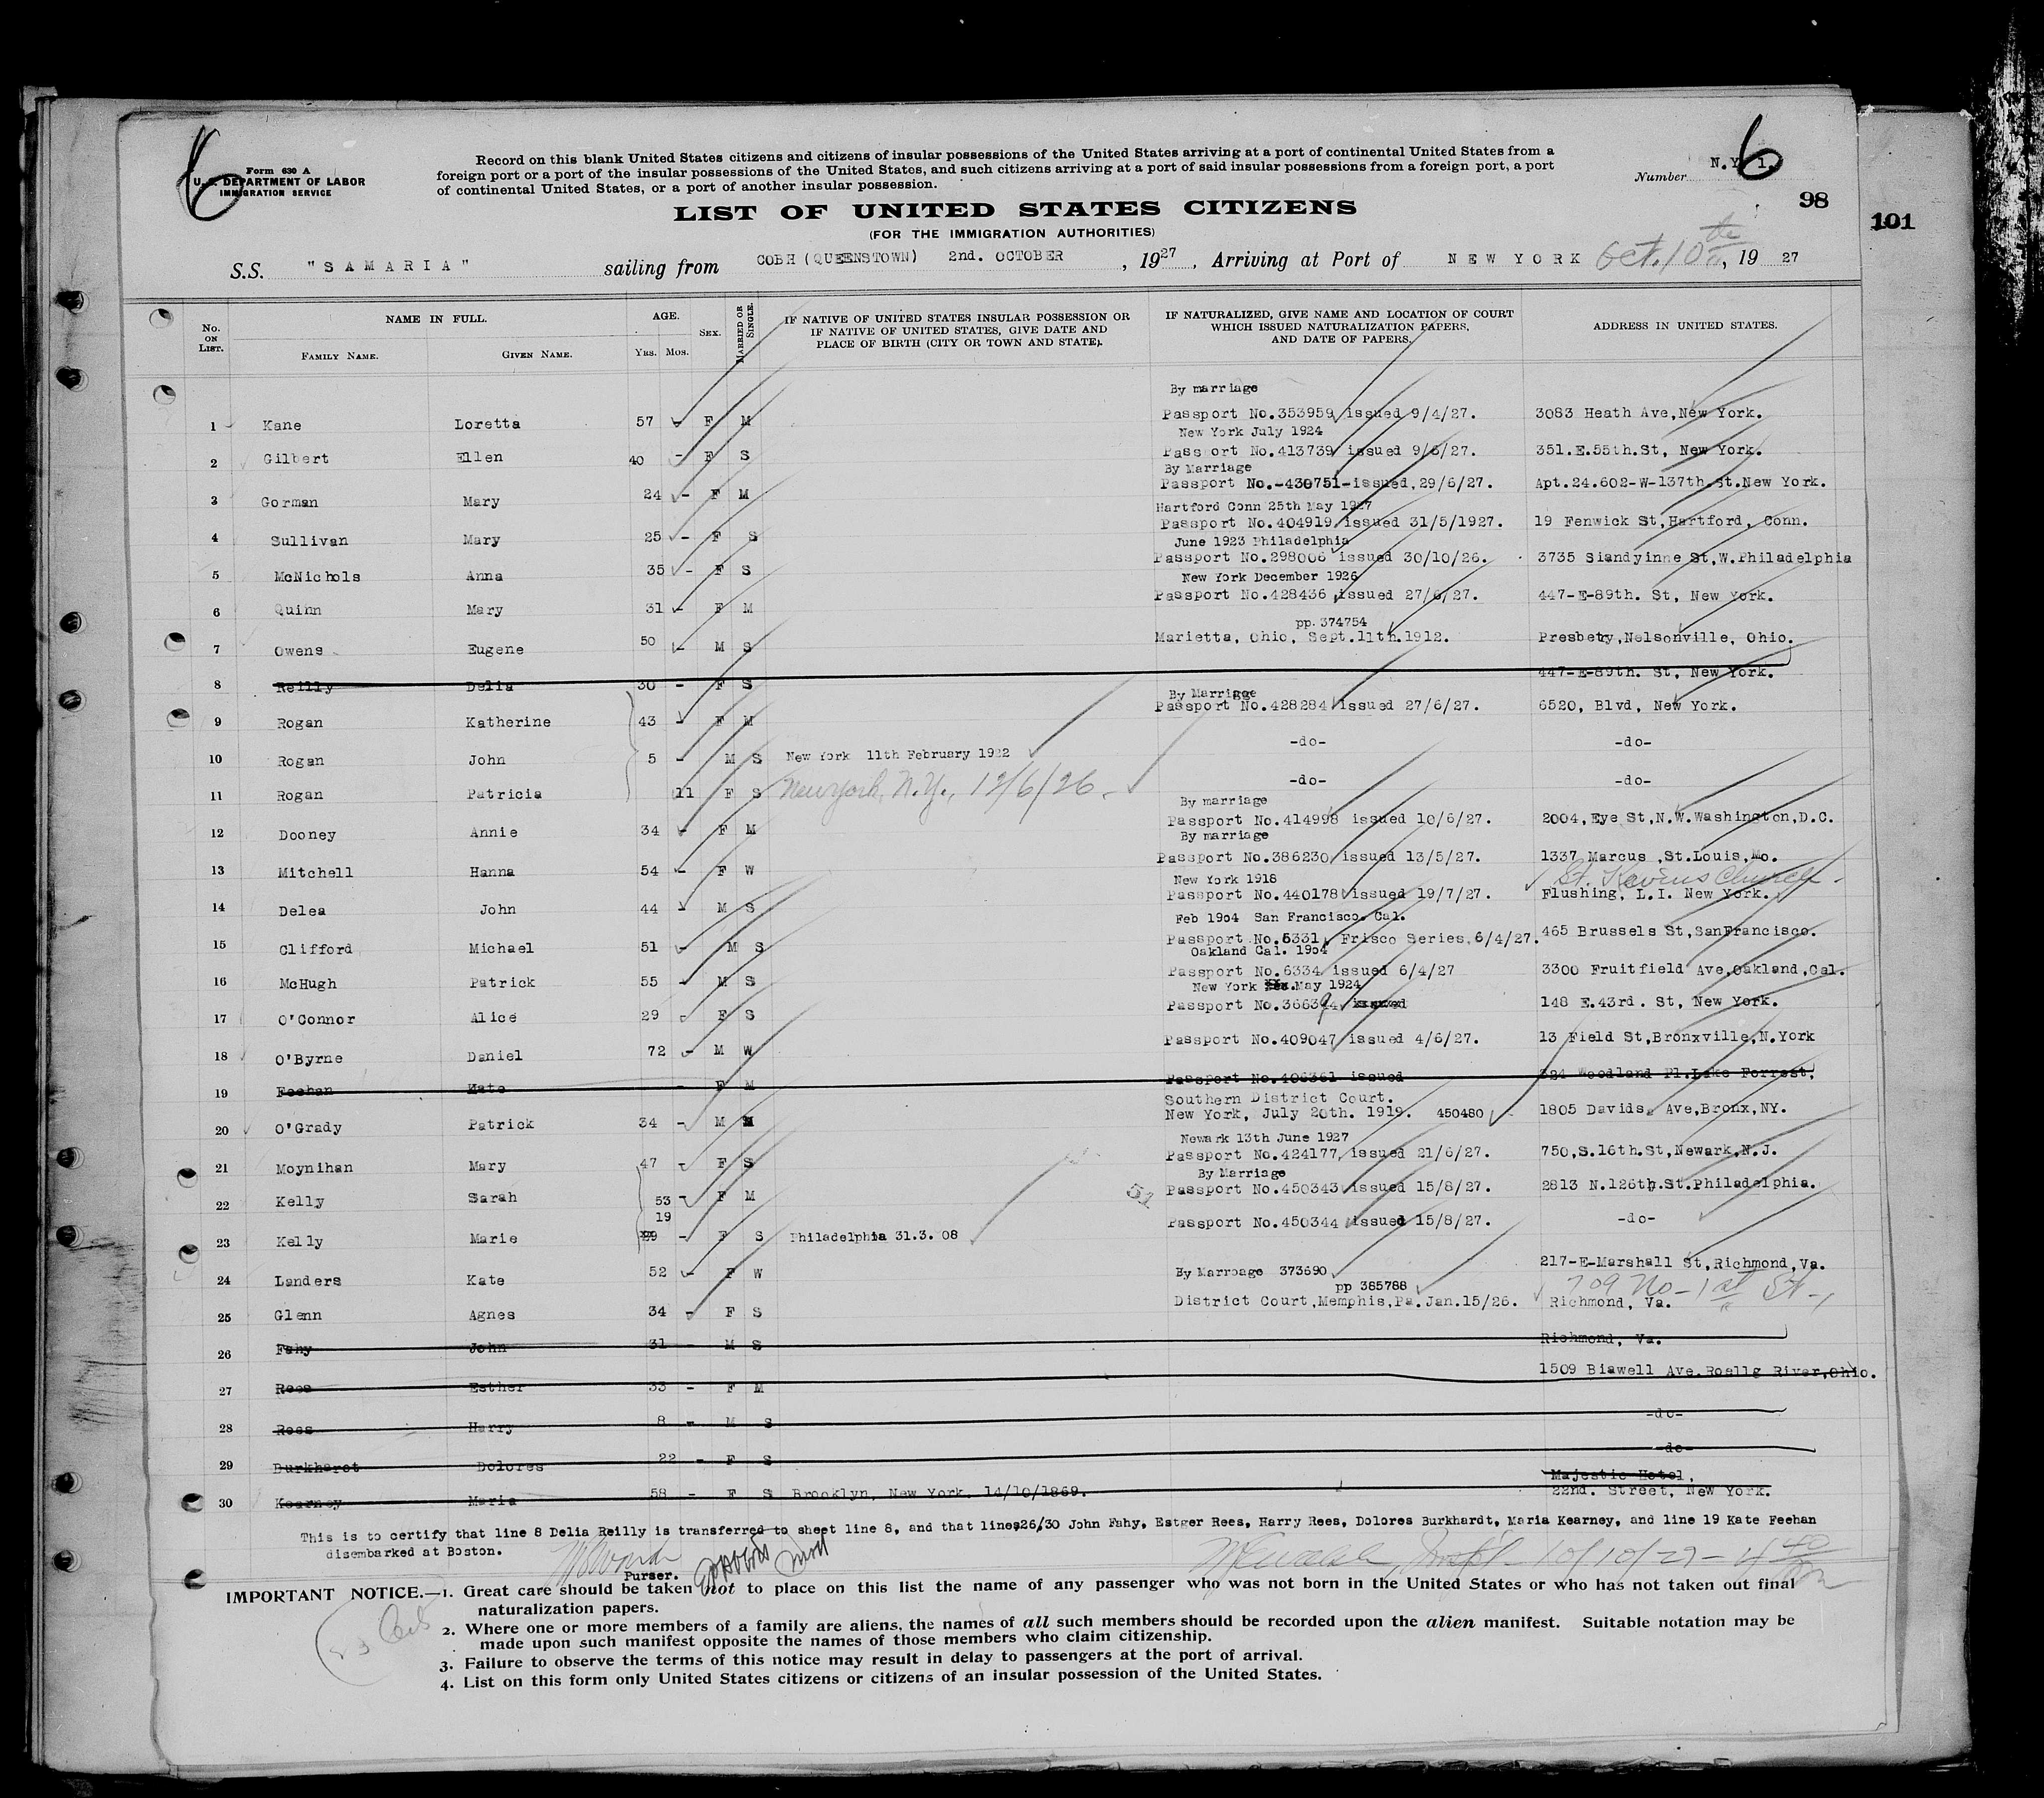 6
6
Form 630 A
U.S. DEPARTMENT OF LABOR
IMMIGRATION SERVICE
Record on this blank United States citizens and citizens of insular possessions of the United States arriving at a port of continental United States from a
foreign port or a port of the insular possessions of the United States, and such citizens arriving at a port of said insular possessions from a foreign port, a port
of continental United States, or a port of another insular possession.
Number N.Y. 1.
98
101
LIST OF UNITED STATES CITIZENS
(FOR THE IMMIGRATION AUTHORITIES)
S.S. "SAMARIA" sailing from COBH (QUEENSTOWN) 2nd. OCTOBER, 1927, Arriving at Port of NEW YORK Oct. 10th, 19 27
No. ON LIST. NAME IN FULL. FAMILY NAME. GIVEN NAME. AGE. YRS. MOS. SEX. MARRIED OR SINGLE. IF NATIVE OF UNITED STATES INSULAR POSSESSION OR IF NATIVE OF UNITED STATES, GIVE DATE AND PLACE OF BIRTH (CITY OR TOWN AND STATE). IF NATURALIZED, GIVE NAME AND LOCATION OF COURT WHICH ISSUED NATURALIZATION PAPERS, AND DATE OF PAPERS. ADDRESS IN UNITED STATES.
By marriage
1 Kane Loretta 57 - F M Passport No.353959 issued 9/4/27. 3083 Heath Ave,New York.
New York July 1924
2 Gilbert Ellen 40 - F S Passport No.413739 issued 9/6/27. 351.E.55th.St, New York.
By Marriage
3 Gorman Mary 24 - F M Passport No.-430751-issued,29/6/27. Apt.24.602-W-137th.St.New York.
Hartford Conn 25th May 1927
4 Sullivan Mary 25 - F S Passport No.404919 issued 31/5/1927. 19 Fenwick St,Hartford, Conn.
June 1923 Philadelphia
5 McNichols Anna 35 - F S Passport No.298006 issued 30/10/26. 3735 Siandyinne St,W.Philadelphia
New York December 1926
6 Quinn Mary 31 - F M Passport No.428436 issued 27/6/27. 447-E-89th. St, New York.
pp. 374754
7 Owens Eugene 50 - M S Marietta, Ohio, Sept.11th.1912. Presbety,Nelsonville, Ohio.
8 Reilly Delia 30 - F S 447-E-89th. St, New York.
By Marriage
9 Rogan Katherine 43 - F M Passport No.428284 issued 27/6/27. 6520, Blvd, New York.
10 Rogan John 5 - M S New York 11th February 1922 -do- -do-
11 Rogan Patricia 11 F S New York, N.Y., 12/6/26. -do- -do-
By marriage
12 Dooney Annie 34 - F M Passport No.414998 issued 10/6/27. 2004,Eye St,N.W.Washington,D.C.
By marriage
13 Mitchell Hanna 54 - F W Passport No.386230 issued 13/5/27. 1337 Marcus ,St.Louis,Mo.
New York 1918 St. Kevins Church -
14 Delea John 44 - M S Passport No.440178 issued 19/7/27. Flushing, L.I. New York.
Feb 1904 San Francisco. Cal.
15 Clifford Michael 51 - M S Passport No.6331, Frisco Series,6/4/27. 465 Brussels St,SanFrancisco.
Oakland Cal. 1904
16 McHugh Patrick 55 - M S Passport No.6334 issued 6/4/27 3300 Fruitfield Ave,Oakland,Cal.
New York May 1924
17 O'Connor Alice 29 - F S Passport No.366394 issued 148 E.43rd. St, New York.
18 O'Byrne Daniel 72 - M W Passport No.409047 issued 4/6/27. 13 Field St,Bronxville,N.York
19 Feehan Kate - F M Passport No.406361 issued 524 Woodland Pl.Lake Forrest,
Southern District Court.
20 O'Grady Patrick 34 - M M New York, July 20th. 1919. 450480 1805 Davids, Ave,Bronx,NY.
Newark 13th June 1927
21 Moynihan Mary 47 - F S Passport No.424177, issued 21/6/27. 750,S.16th.St,Newark,N.J.
By Marriage
22 Kelly Sarah 53 - F M 51 Passport No.450343 issued 15/8/27. 2813 N.126th.St.Philadelphia.
19
23 Kelly Marie - F S Philadelphia 31.3.08 Passport No.450344 issued 15/8/27. -do-
24 Landers Kate 52 - F W By Marroage 373690 217-E-Marshall St,Richmond,Va.
pp 385788 709 No - 1st St -,
25 Glenn Agnes 34 - F S District Court,Memphis,Pa.Jan.15/26. Richmond, Va.
26 Fahy John 31 - M S Richmond, Va.
27 Rees Esther 33 - F M 1509 Biawell Ave.Roellg River,Ohio.
28 Rees Harry 8 - M S -do-
29 Burkhardt Dolores 22 - F S -do-
Majestic Hotel,
30 Kearney Maria 58 - F S Brooklyn, New York. 14/10/1869. 22nd. Street, New York.
This is to certify that line 8 Delia Reilly is transferred to sheet line 8, and that lines26/30 John Fahy, Estger Rees, Harry Rees, Dolores Burkhardt, Maria Kearney, and line 19 Kate Feehan
disembarked at Boston.
Purser.
10/10/27 - 4
IMPORTANT NOTICE.—1. Great care should be taken not to place on this list the name of any passenger who was not born in the United States or who has not taken out final
naturalization papers.
2. Where one or more members of a family are aliens, the names of all such members should be recorded upon the alien manifest. Suitable notation may be
made upon such manifest opposite the names of those members who claim citizenship.
3. Failure to observe the terms of this notice may result in delay to passengers at the port of arrival.
4. List on this form only United States citizens or citizens of an insular possession of the United States.